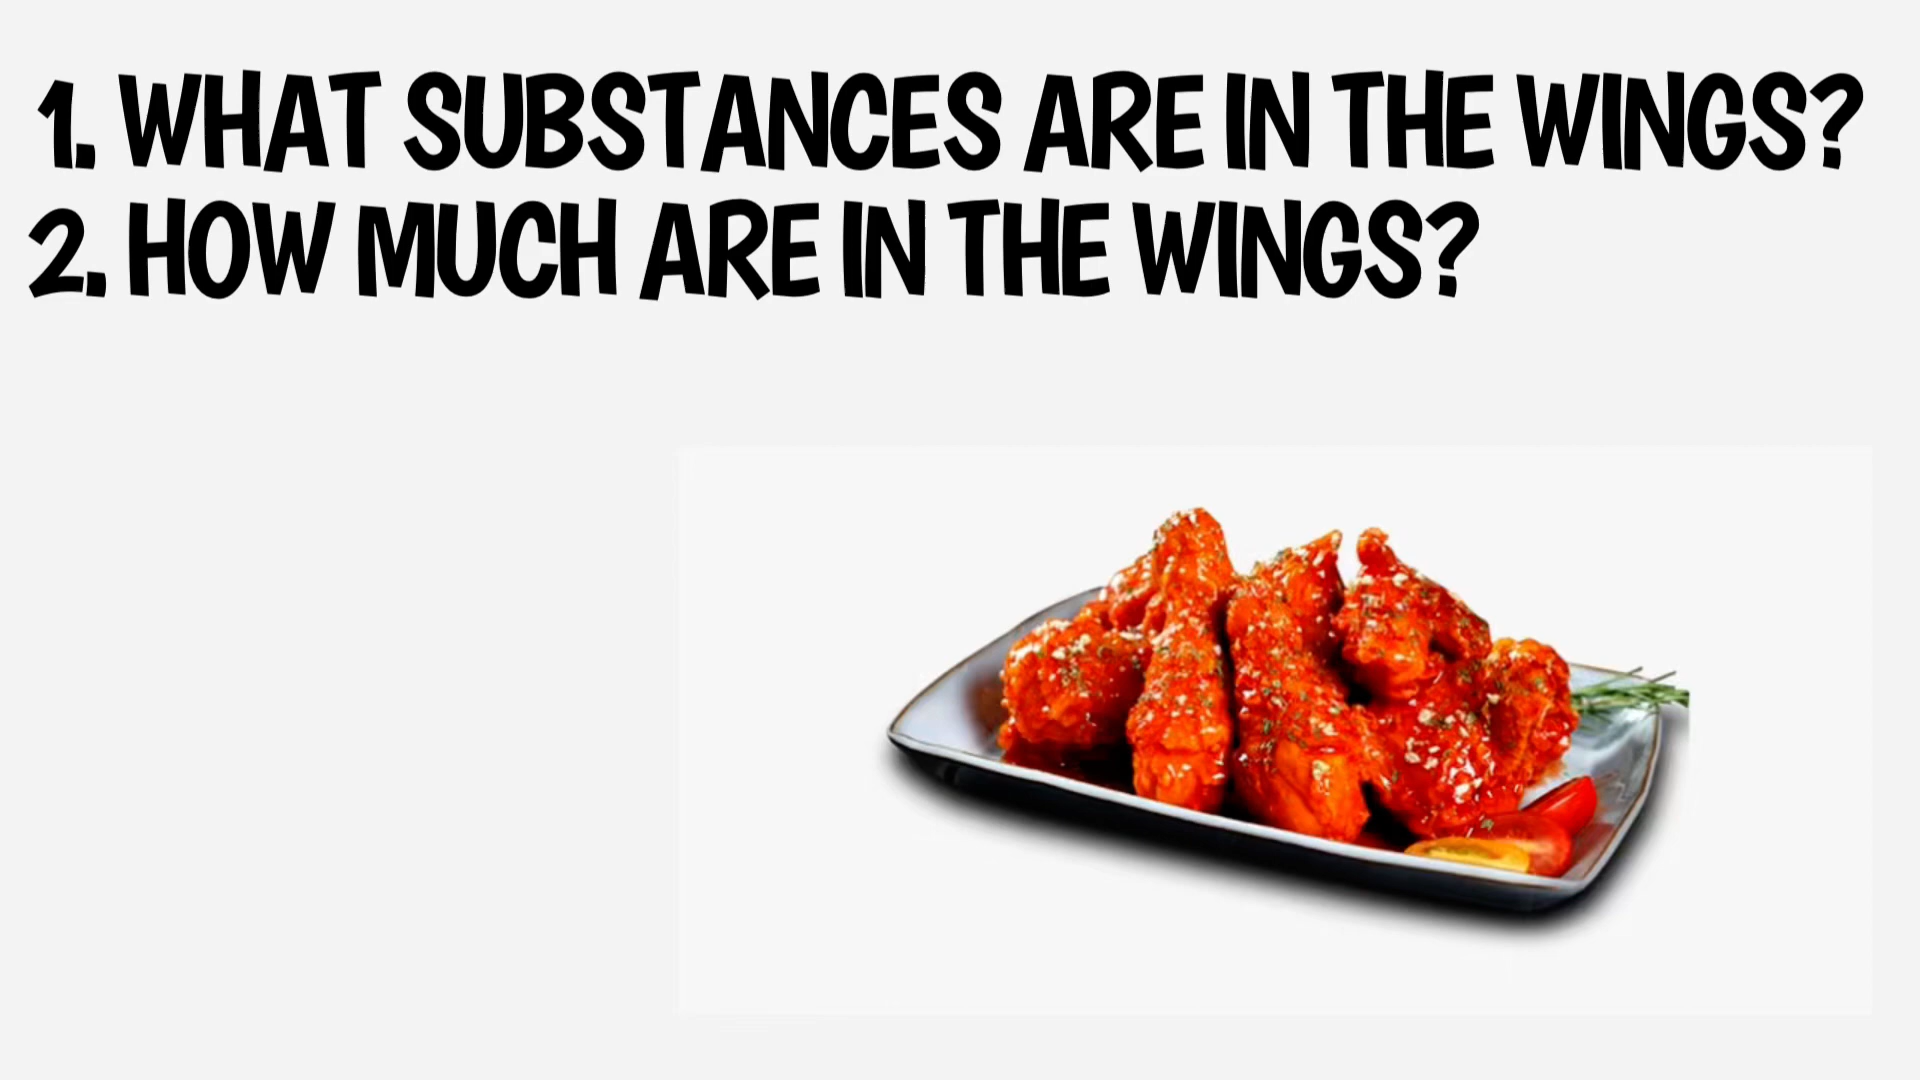 1. WHAT SUBSTANCES ARE IN THE WINGS?
2. HOW MUCH ARE IN THE WINGS?